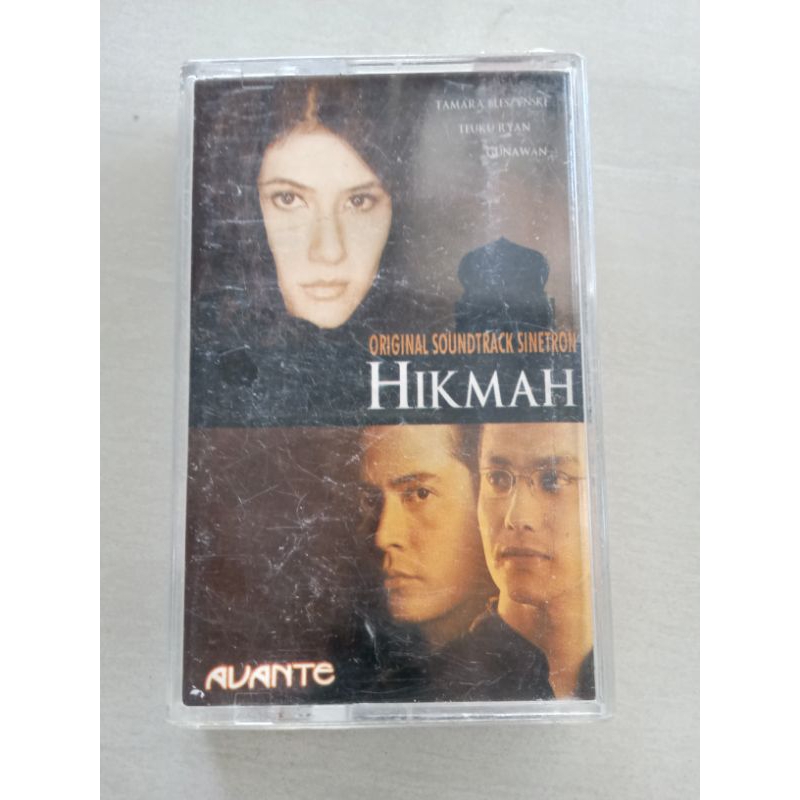 TAMARA BLESZYNSKI
TEUKU RYAN
GUNAWAN
ORIGINAL SOUNDTRACK SINETRON
HIKMAH
AVANTE